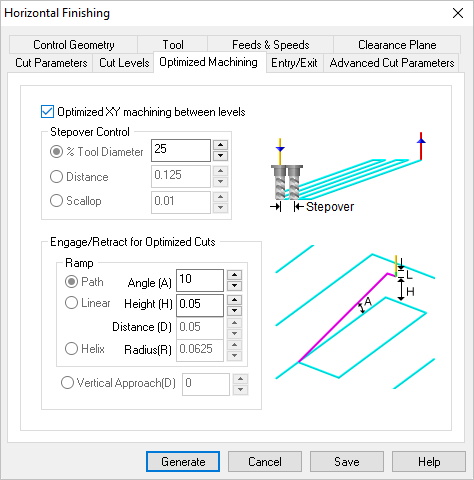 Horizontal Finishing
Control Geometry Tool Feeds & Speeds Clearance Plane
Cut Parameters Cut Levels Optimized Machining Entry/Exit Advanced Cut Parameters
Optimized XY machining between levels
Stepover Control
% Tool Diameter 25
Distance 0.125
Scallop 0.01
Stepover
Engage/Retract for Optimized Cuts
Ramp
Path Angle (A) 10
Linear Height (H) 0.05
Distance (D) 0.05
Helix Radius(R) 0.0625
Vertical Approach(D) 0
L
H
A
Generate Cancel Save Help